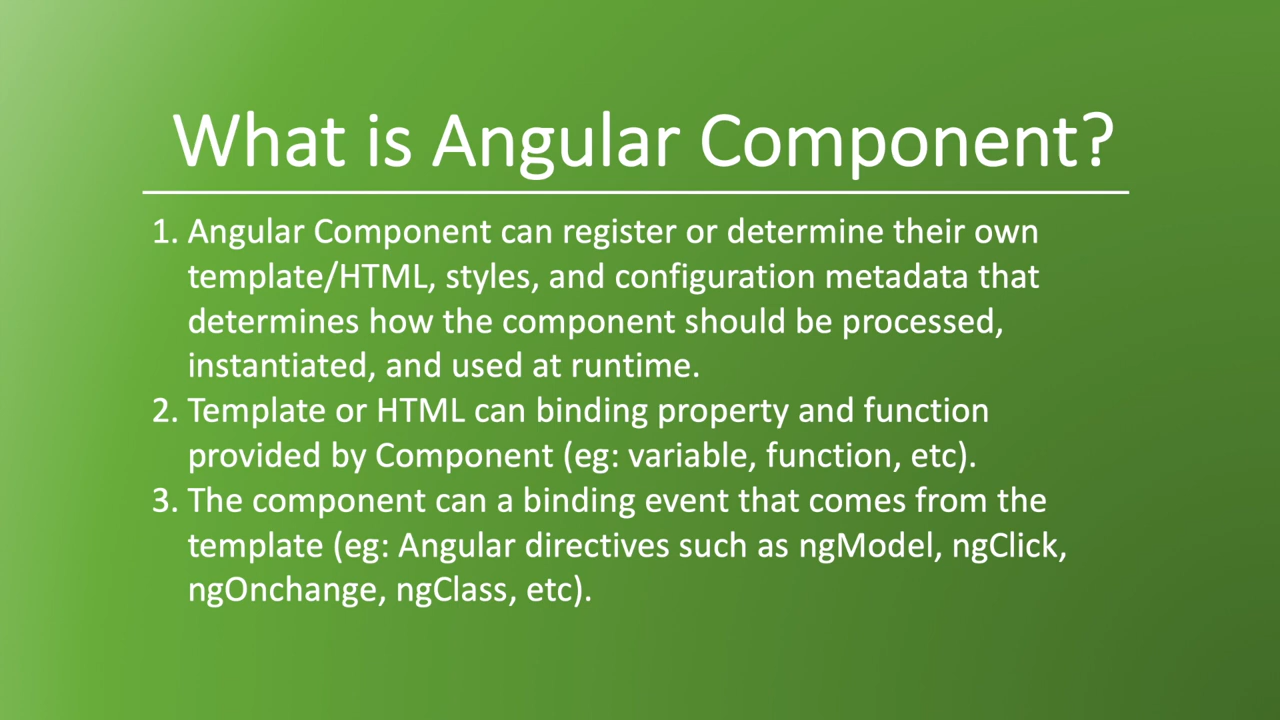 What is Angular Component?
1. Angular Component can register or determine their own
template/HTML, styles, and configuration metadata that
determines how the component should be processed,
instantiated, and used at runtime.
2. Template or HTML can binding property and function
provided by Component (eg: variable, function, etc).
3. The component can a binding event that comes from the
template (eg: Angular directives such as ngModel, ngClick,
ngOnchange, ngClass, etc).